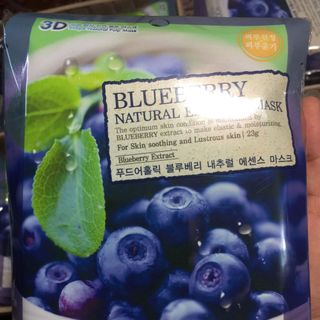 3D
BLUEBERRY
NATURAL ESSENCE MASK
The optimum skin condition is maintained by
BLUEBERRY extract to make elastic & moisturizing
For Skin soothing and Lustrous skin | 23g
Blueberry Extract
푸드어홀릭 블루베리 내추럴 에센스 마스크